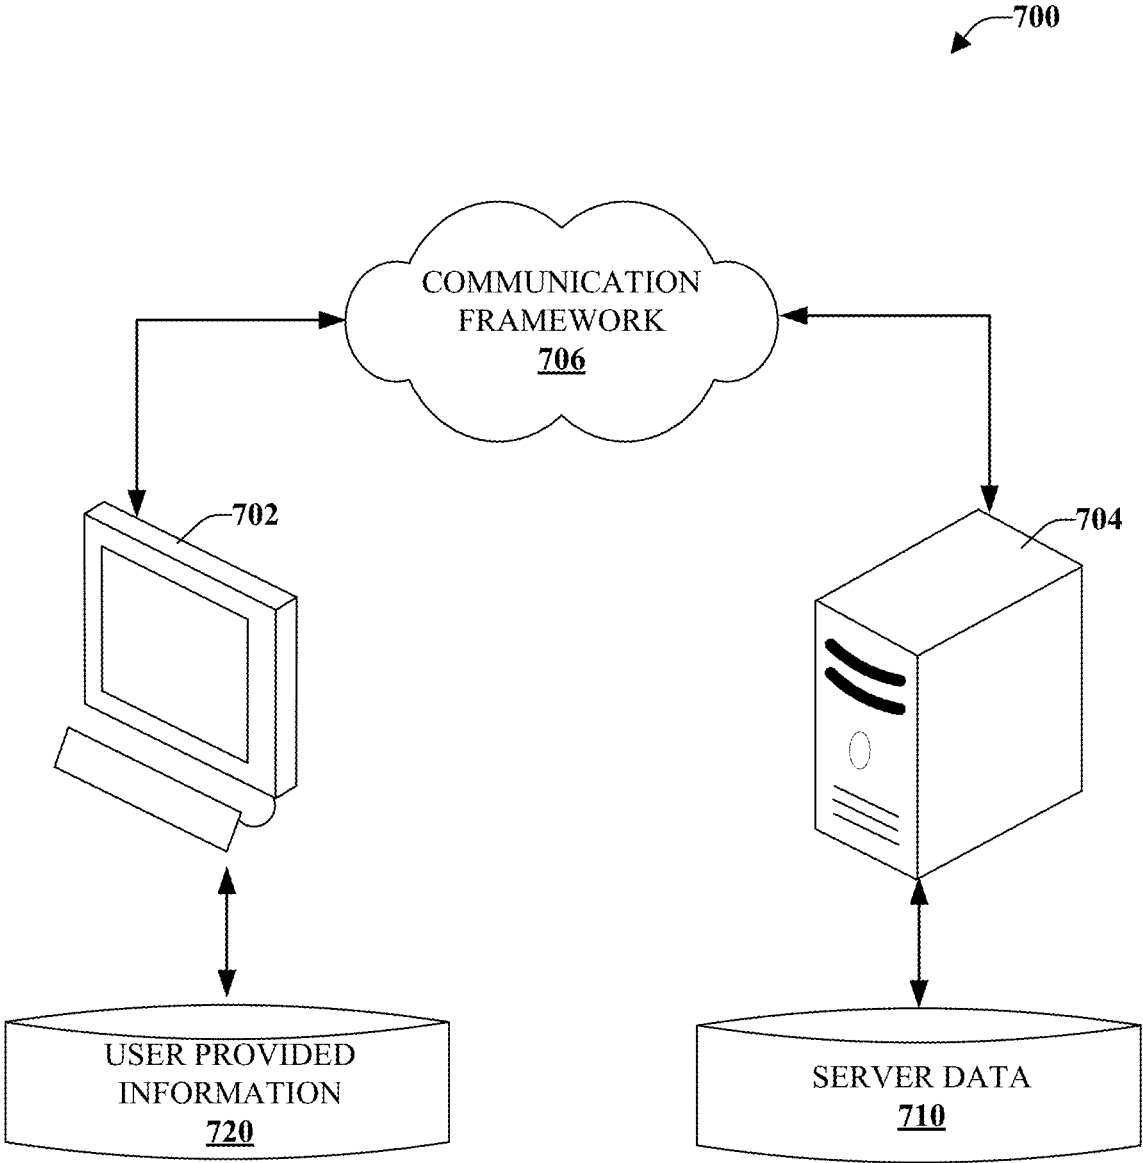 700
COMMUNICATION
FRAMEWORK
706
702
704
USER PROVIDED
INFORMATION
720
SERVER DATA
710